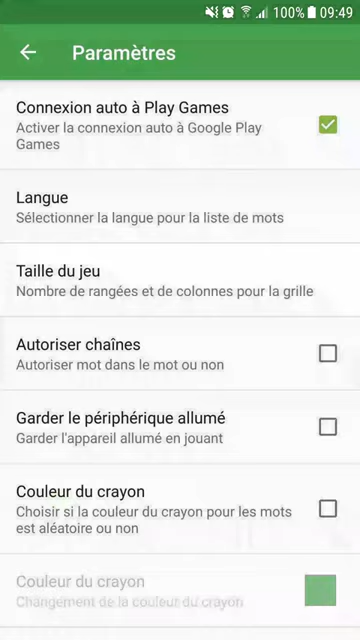 100% 09:49
Paramètres
Connexion auto à Play Games
Activer la connexion auto à Google Play
Games
Langue
Sélectionner la langue pour la liste de mots
Taille du jeu
Nombre de rangées et de colonnes pour la grille
Autoriser chaînes
Autoriser mot dans le mot ou non
Garder le périphérique allumé
Garder l'appareil allumé en jouant
Couleur du crayon
Choisir si la couleur du crayon pour les mots
est aléatoire ou non
Couleur du crayon
Changement de la couleur du crayon